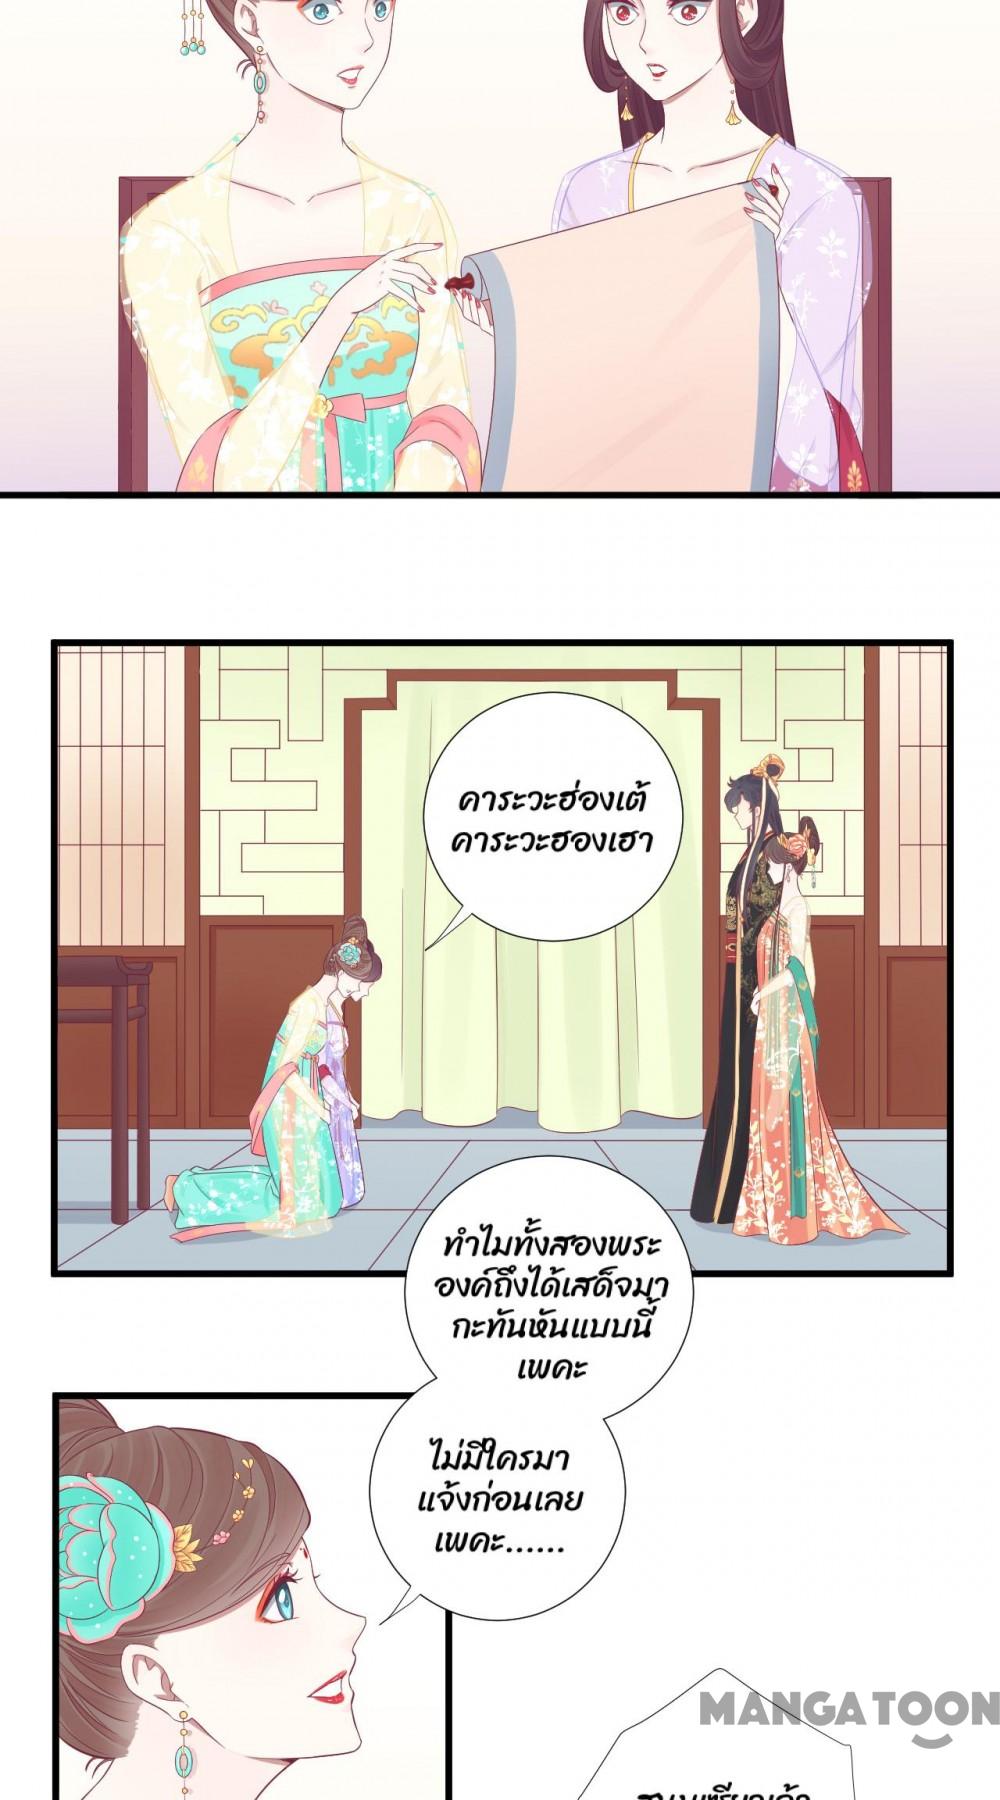 คาระวะฮ่องเต้
คาระวะฮองเฮา
ทำไมทั้งสองพระ
องค์ถึงได้เสด็จมา
กะทันหันแบบนี้
เพคะ
ไม่มีใครมา
แจ้งก่อนเลย
เพคะ......
MANGATOON